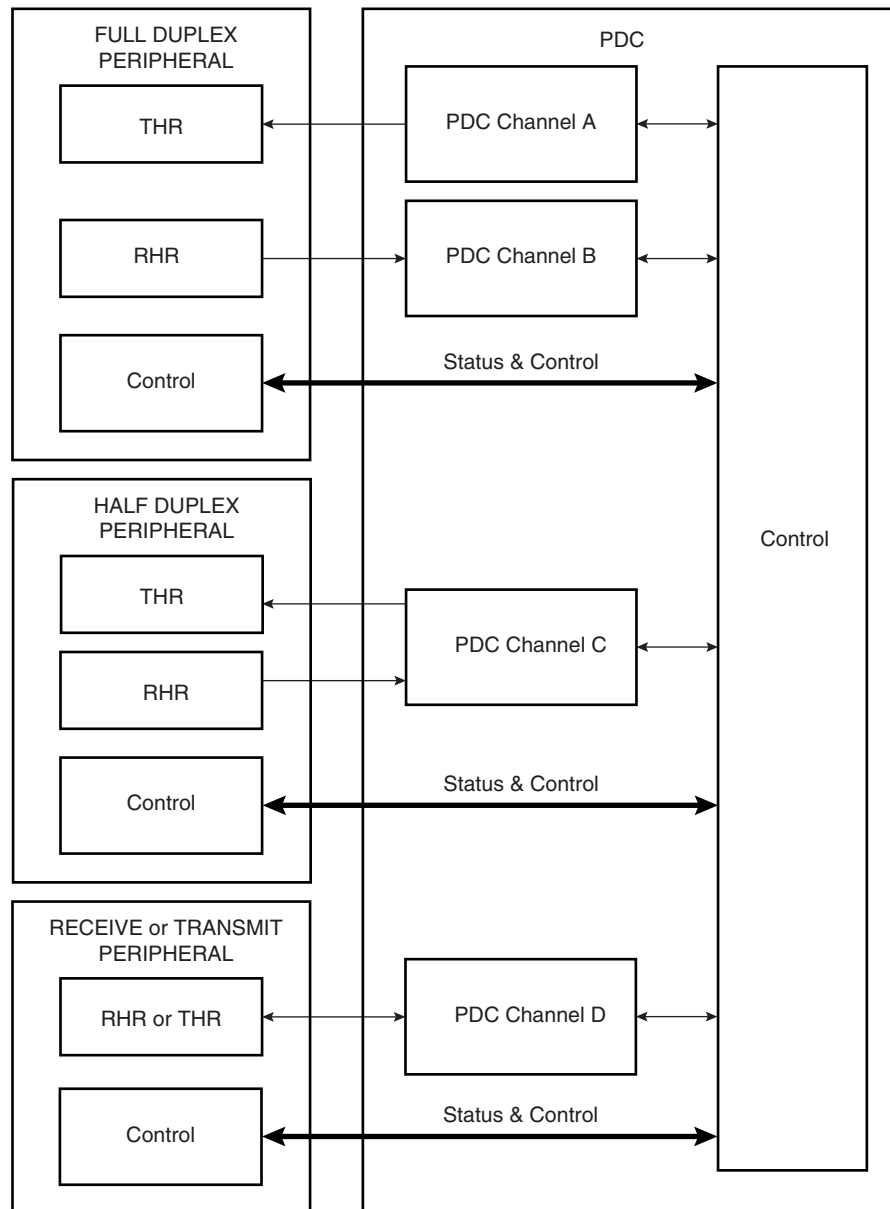 FULL DUPLEX
PERIPHERAL
PDC
THR
PDC Channel A
RHR
PDC Channel B
Control
Status & Control
HALF DUPLEX
PERIPHERAL
Control
THR
PDC Channel C
RHR
Control
Status & Control
RECEIVE or TRANSMIT
PERIPHERAL
RHR or THR
PDC Channel D
Control
Status & Control